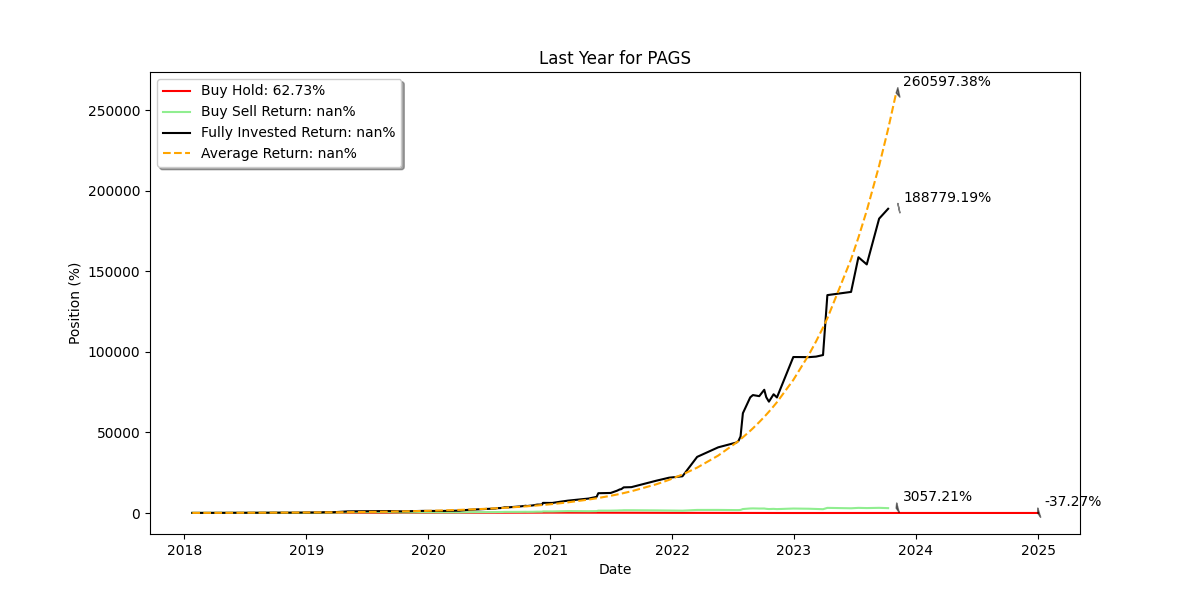 Last Year for PAGS
Buy Hold: 62.73%
Buy Sell Return: nan%
Fully Invested Return: nan%
Average Return: nan%
260597.38%
188779.19%
3057.21%
-37.27%
250000
200000
150000
100000
50000
0
Position (%)
2018 2019 2020 2021 2022 2023 2024 2025
Date